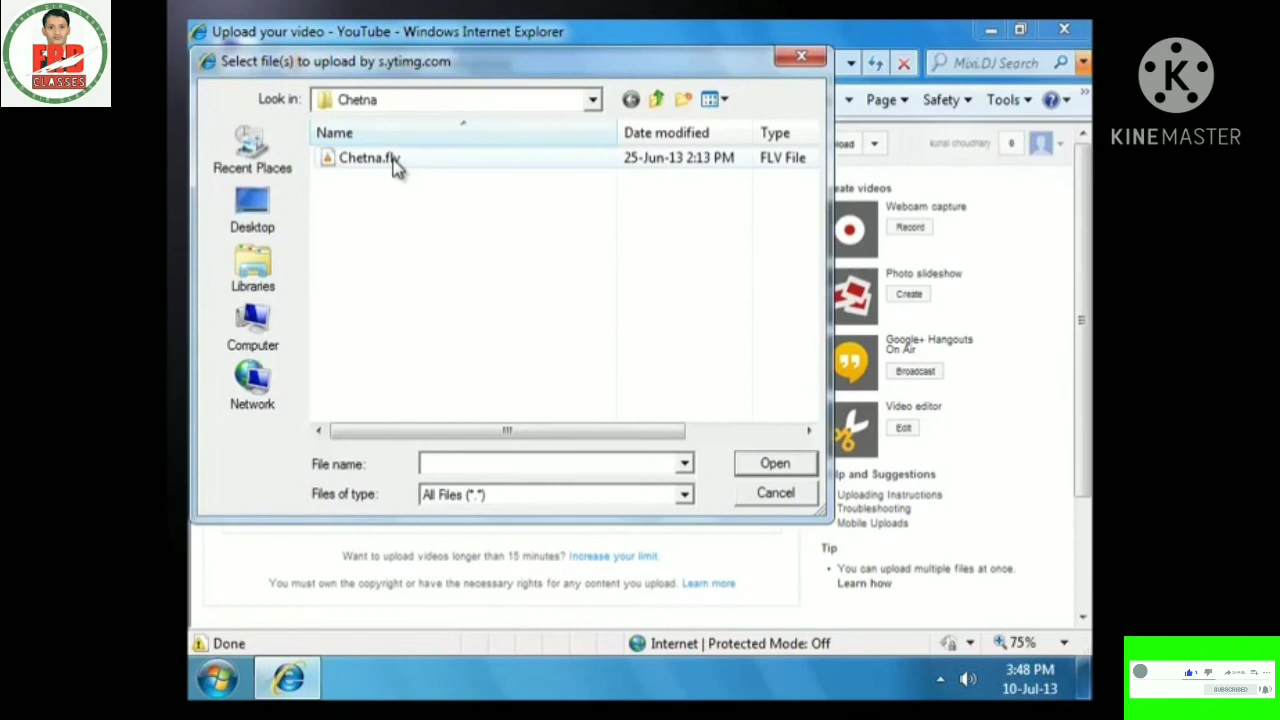 FRD
CLASSES
KINEMASTER
Upload your video - YouTube - Windows Internet Explorer
Select file(s) to upload by s.ytimg.com
Mixi.DJ Search
Look in:
Chetna
Page
Safety
Tools
Name
Date modified
Type
Chetna.flv
25-Jun-13 2:13 PM
FLV File
kunal choudhary
0
Recent Places
Desktop
Libraries
Computer
Network
eate videos
Webcam capture
Record
Photo slideshow
Create
Google+ Hangouts
On Air
Broadcast
Video editor
Edit
File name:
Open
Files of type:
All Files (*.*)
Cancel
lp and Suggestions
Uploading Instructions
Troubleshooting
Mobile Uploads
Tip
• You can upload multiple files at once.
Learn how
Want to upload videos longer than 15 minutes? Increase your limit.
You must own the copyright or have the necessary rights for any content you upload. Learn more
Done
Internet | Protected Mode: Off
75%
3:48 PM
10-Jul-13
SUBSCRIBED